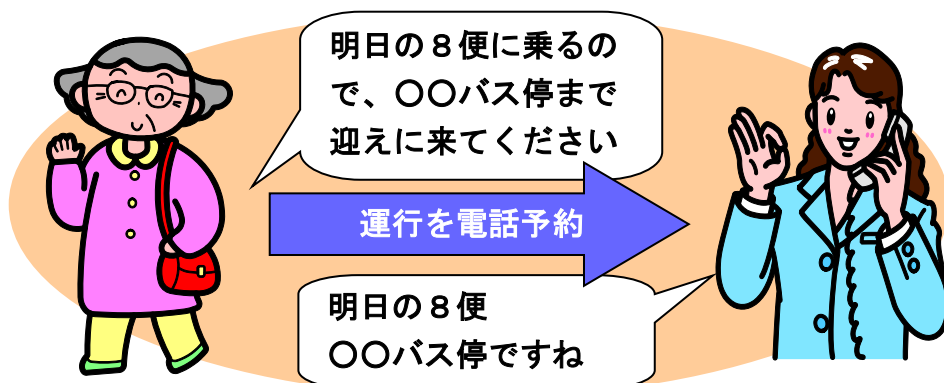 明日の８便に乗るの
で、〇〇バス停まで
迎えに来てください
運行を電話予約
明日の８便
〇〇バス停ですね